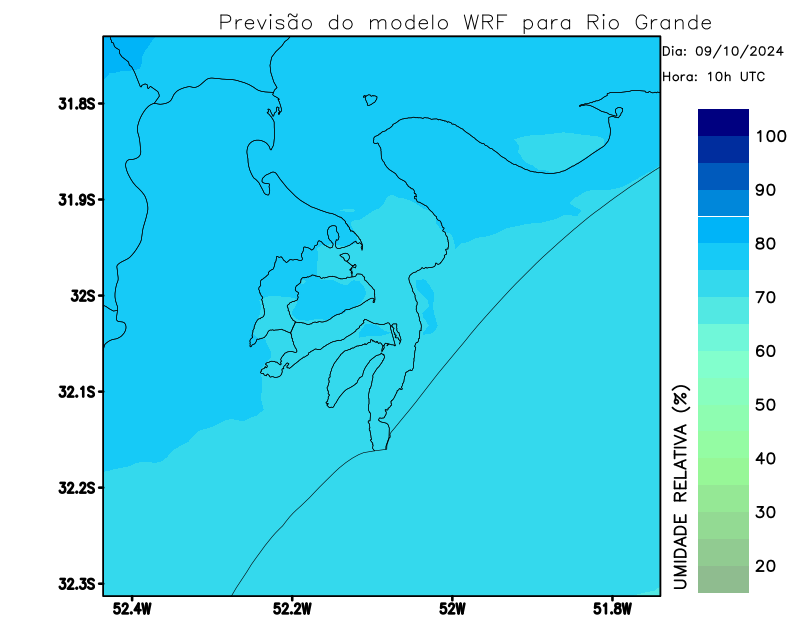 Previsão do modelo WRF para Rio Grande
Dia: 09/10/2024
Hora: 10h UTC
31.8S
31.9S
32S
32.1S
32.2S
32.3S
52.4W
52.2W
52W
51.8W
100
90
80
70
60
50
40
30
20
UMIDADE RELATIVA (%)